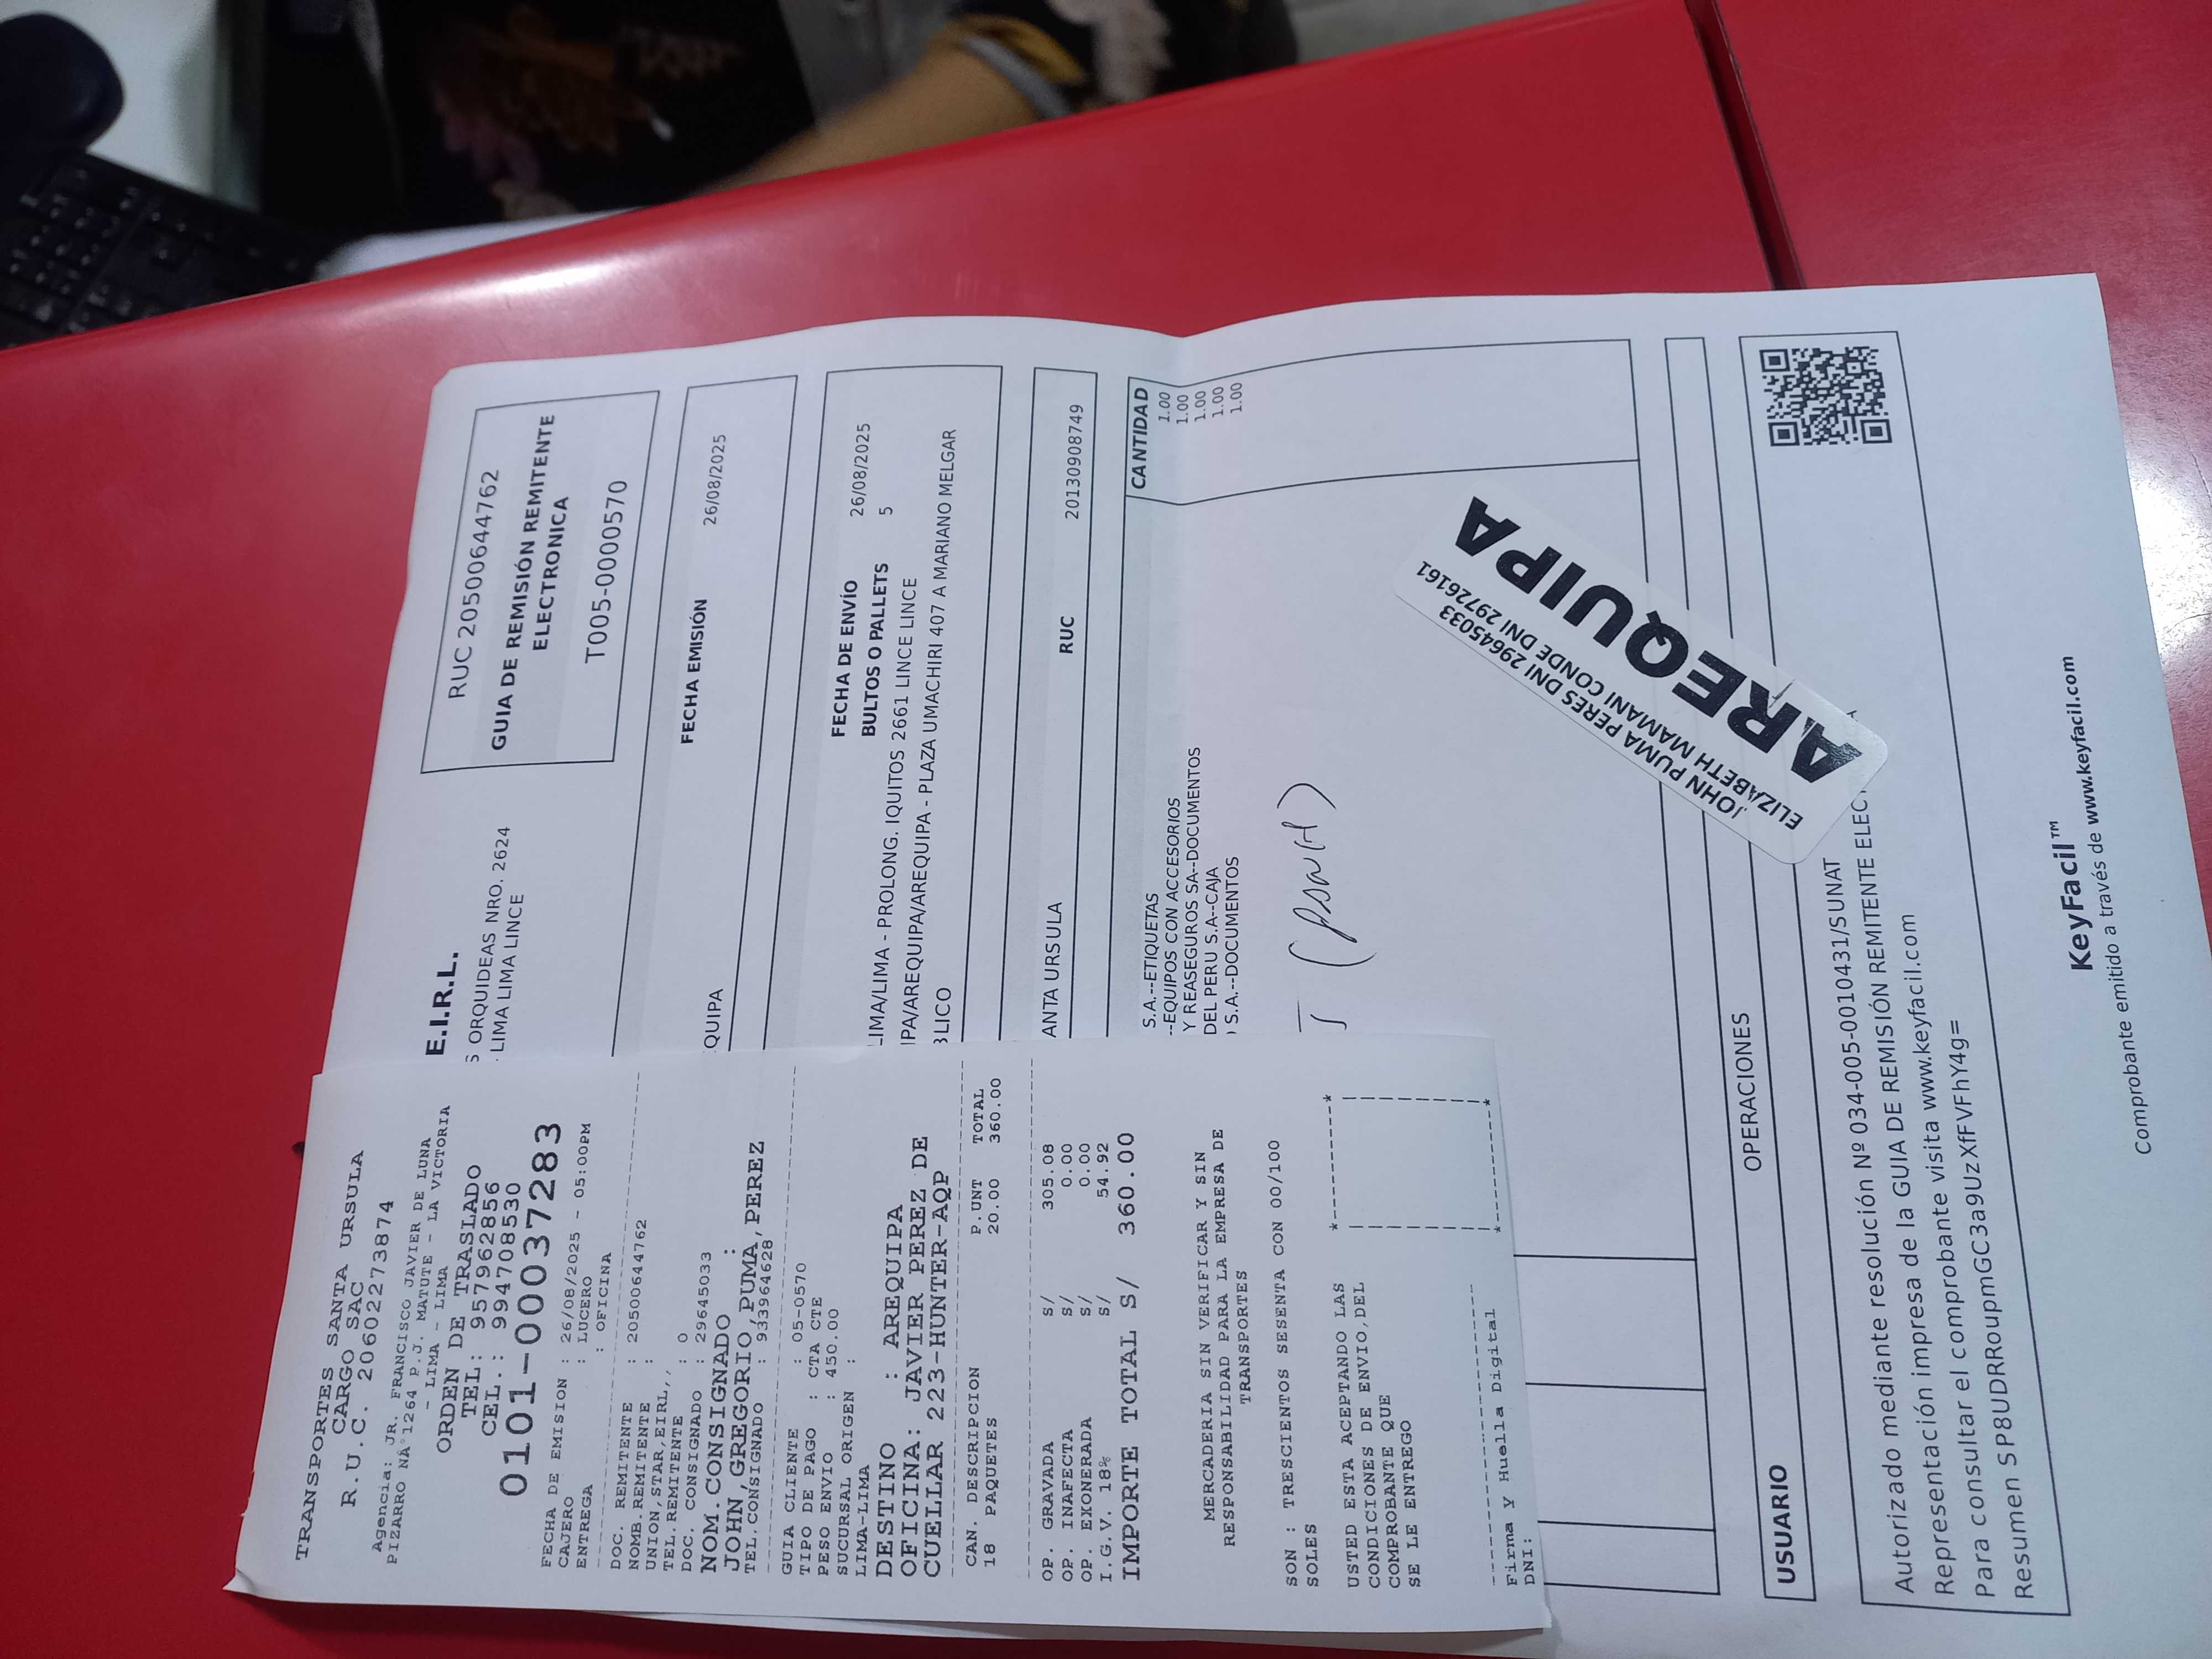 TRANSPORTES SANTA URSULA
CARGO SAC
R.U.C. 20602273874
Agencia: JR. FRANCISCO JAVIER DE LUNA
PIZARRO NÂ°1264 P.J. MATUTE - LA VICTORIA
- LIMA - LIMA
ORDEN DE TRASLADO
TEL: 957962856
CEL.: 994708530
0101-00037283
FECHA DE EMISION : 26/08/2025 - 05:00PM
CAJERO : LUCERO
ENTREGA : OFICINA
DOC. REMITENTE : 20500644762
NOMB.REMITENTE :
UNION,STAR,EIRL,,
TEL.REMITENTE : 0
DOC. CONSIGNADO : 29645033
NOM.CONSIGNADO :
JOHN,GREGORIO,PUMA,PEREZ
TEL.CONSIGNADO : 933964628
GUIA CLIENTE : 05-0570
TIPO DE PAGO : CTA CTE
PESO ENVIO : 450.00
SUCURSAL ORIGEN :
LIMA-LIMA
DESTINO : AREQUIPA
OFICINA: JAVIER PEREZ DE
CUELLAR 223-HUNTER-AQP
CAN. DESCRIPCION P.UNT TOTAL
18 PAQUETES 20.00 360.00
OP. GRAVADA S/ 305.08
OP. INAFECTA S/ 0.00
OP. EXONERADA S/ 0.00
I.G.V. 18% S/ 54.92
IMPORTE TOTAL S/ 360.00
MERCADERIA SIN VERIFICAR Y SIN
RESPONSABILIDAD PARA LA EMPRESA DE
TRANSPORTES
SON : TRESCIENTOS SESENTA CON 00/100
SOLES
USTED ESTA ACEPTANDO LAS
CONDICIONES DE ENVIO,DEL
COMPROBANTE QUE
SE LE ENTREGO
Firma y Huella Digital
DNI:
E.I.R.L.
S ORQUIDEAS NRO. 2624
LIMA LIMA LINCE
RUC 20500644762
GUIA DE REMISIÓN REMITENTE
ELECTRONICA
T005-0000570
QUIPA FECHA EMISIÓN 26/08/2025
FECHA DE ENVÍO 26/08/2025
BULTOS O PALLETS 5
LIMA/LIMA - PROLONG. IQUITOS 2661 LINCE LINCE
IPA/AREQUIPA/AREQUIPA - PLAZA UMACHIRI 407 A MARIANO MELGAR
BLICO
ANTA URSULA RUC 20130908749
CANTIDAD
S.A.--ETIQUETAS 1.00
--EQUIPOS CON ACCESORIOS 1.00
Y REASEGUROS SA--DOCUMENTOS 1.00
DEL PERU S.A--CAJA 1.00
S.A.--DOCUMENTOS 1.00
JOHN PUMA PERES DNI 29645033
ELIZABETH MAMANI CONDE DNI 29726161
AREQUIPA
OPERACIONES
USUARIO
Autorizado mediante resolución Nº 034-005-0010431/SUNAT
Representación impresa de la GUIA DE REMISIÓN REMITENTE ELEC
Para consultar el comprobante visita www.keyfacil.com
Resumen SP8UDRRoupmGC3a9UzXfFVFhY4g=
KeyFacil™
Comprobante emitido a través de www.keyfacil.com